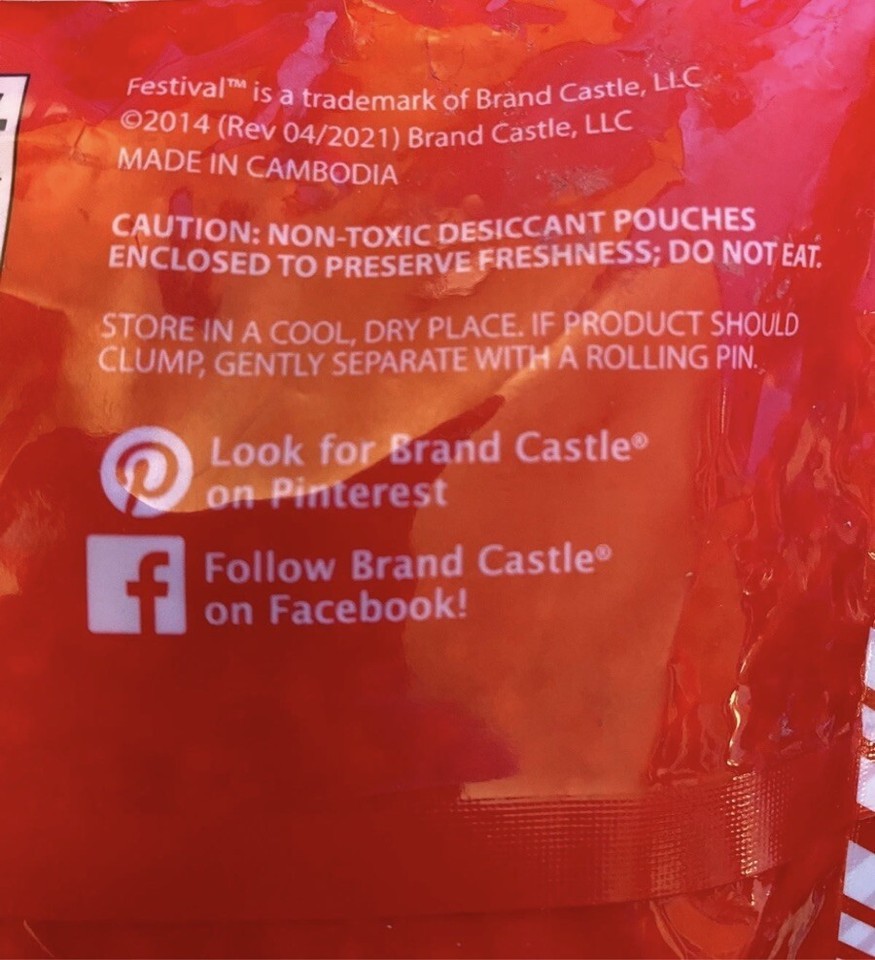 Festival™ is a trademark of Brand Castle, LLC
©2014 (Rev 04/2021) Brand Castle, LLC
MADE IN CAMBODIA
CAUTION: NON-TOXIC DESICCANT POUCHES
ENCLOSED TO PRESERVE FRESHNESS; DO NOT EAT.
STORE IN A COOL, DRY PLACE. IF PRODUCT SHOULD
CLUMP, GENTLY SEPARATE WITH A ROLLING PIN.
Look for Brand Castle®
on Pinterest
Follow Brand Castle®
on Facebook!